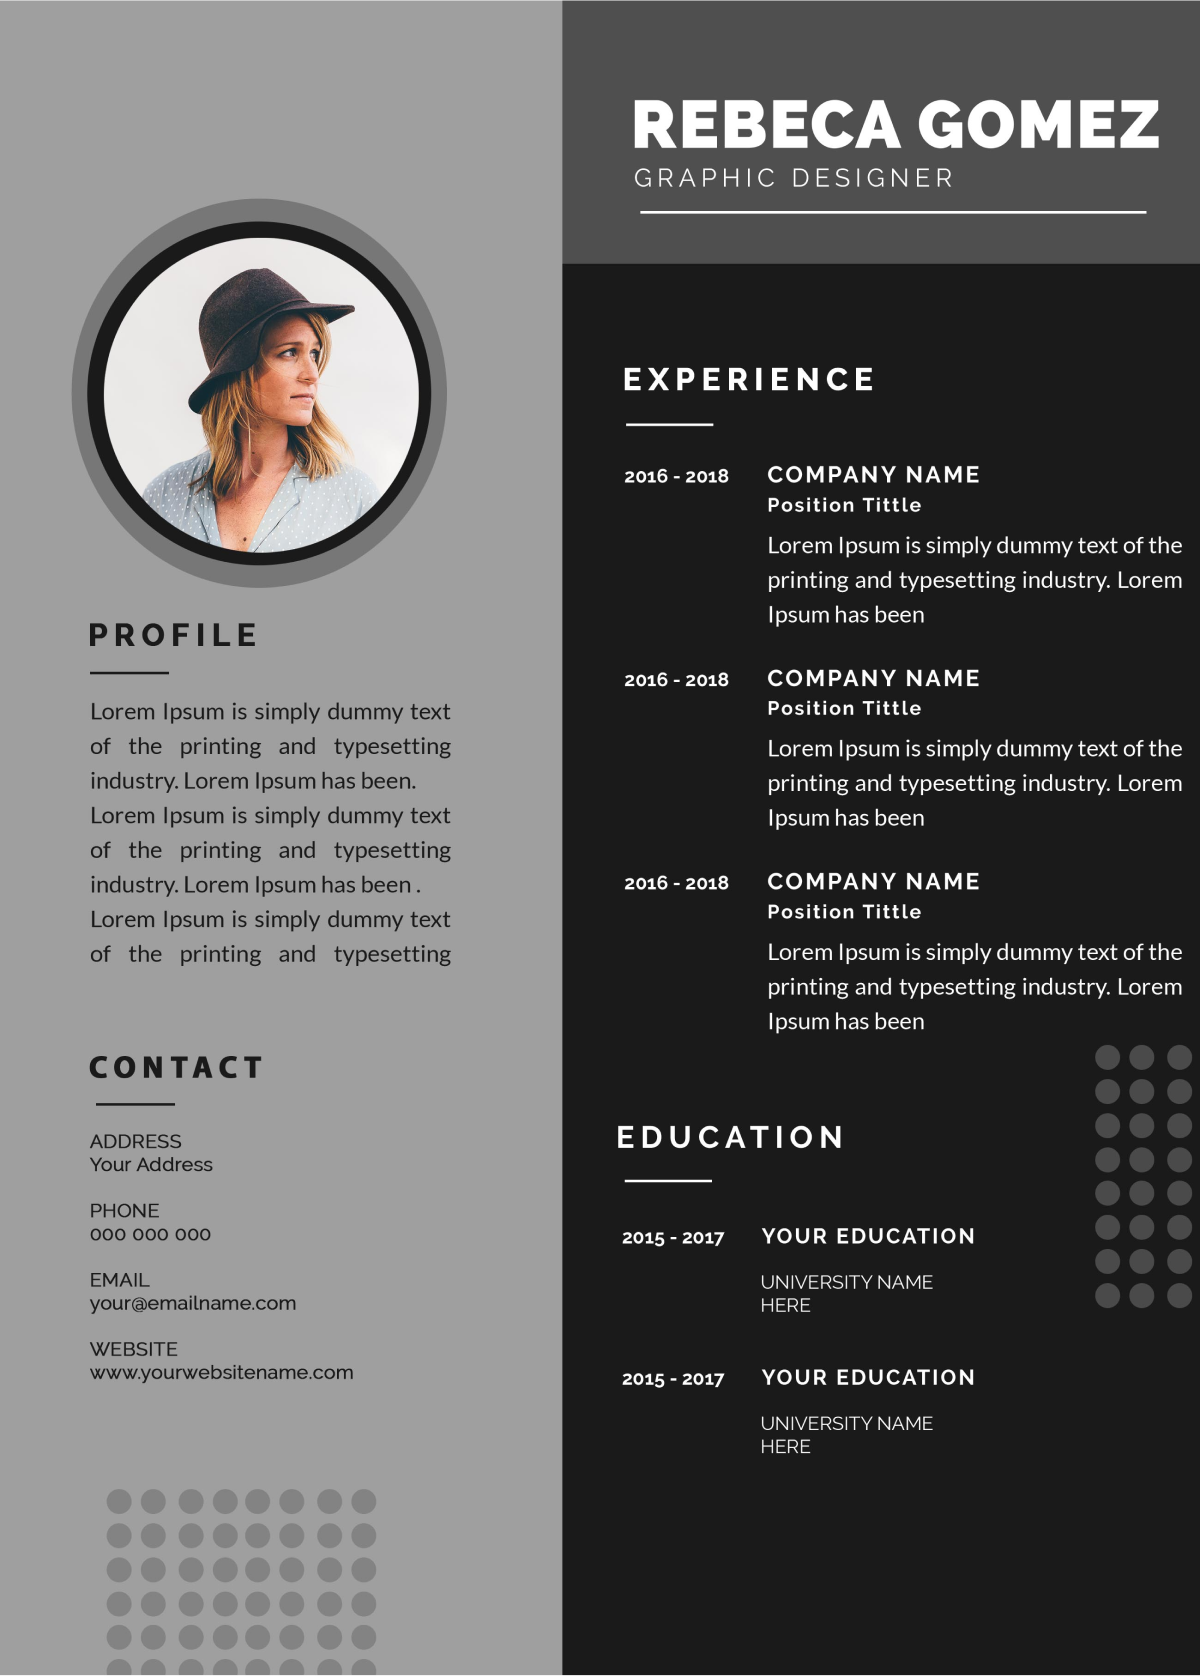 REBECA GOMEZ
GRAPHIC DESIGNER
PROFILE
Lorem Ipsum is simply dummy text
of the printing and typesetting
industry. Lorem Ipsum has been.
Lorem Ipsum is simply dummy text
of the printing and typesetting
industry. Lorem Ipsum has been .
Lorem Ipsum is simply dummy text
of the printing and typesetting
CONTACT
ADDRESS
Your Address
PHONE
000 000 000
EMAIL
your@emailname.com
WEBSITE
www.yourwebsitename.com
EXPERIENCE
2016 - 2018 COMPANY NAME
Position Tittle
Lorem Ipsum is simply dummy text of the
printing and typesetting industry. Lorem
Ipsum has been
2016 - 2018 COMPANY NAME
Position Tittle
Lorem Ipsum is simply dummy text of the
printing and typesetting industry. Lorem
Ipsum has been
2016 - 2018 COMPANY NAME
Position Tittle
Lorem Ipsum is simply dummy text of the
printing and typesetting industry. Lorem
Ipsum has been
EDUCATION
2015 - 2017 YOUR EDUCATION
UNIVERSITY NAME
HERE
2015 - 2017 YOUR EDUCATION
UNIVERSITY NAME
HERE